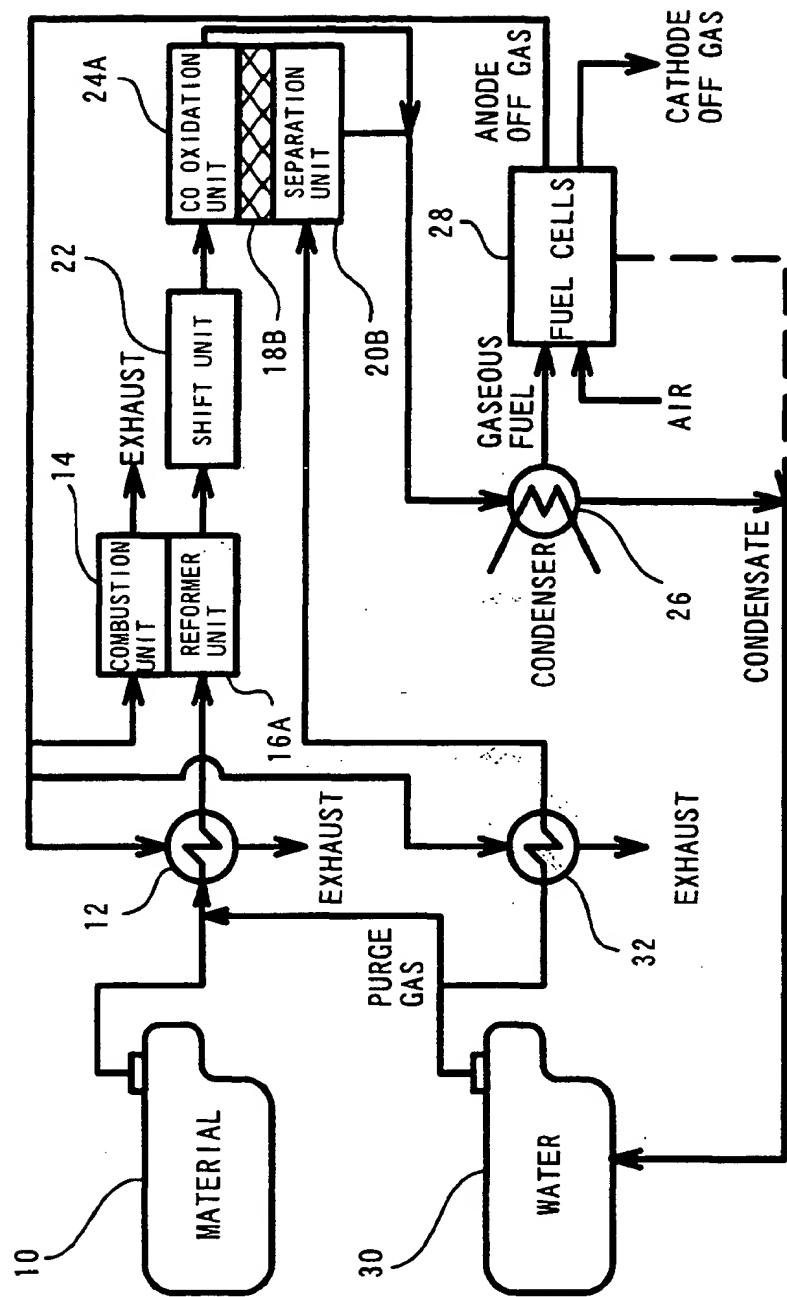 10
MATERIAL
12
EXHAUST
16A
COMBUSTION
UNIT
REFORMER
UNIT
14
EXHAUST
SHIFT UNIT
22
18B
20B
CO OXIDATION
UNIT
SEPARATION
UNIT
24A
30
WATER
PURGE
GAS
32
EXHAUST
CONDENSER
26
CONDENSATE
GASEOUS
FUEL
AIR
28
FUEL CELLS
ANODE
OFF GAS
CATHODE
OFF GAS